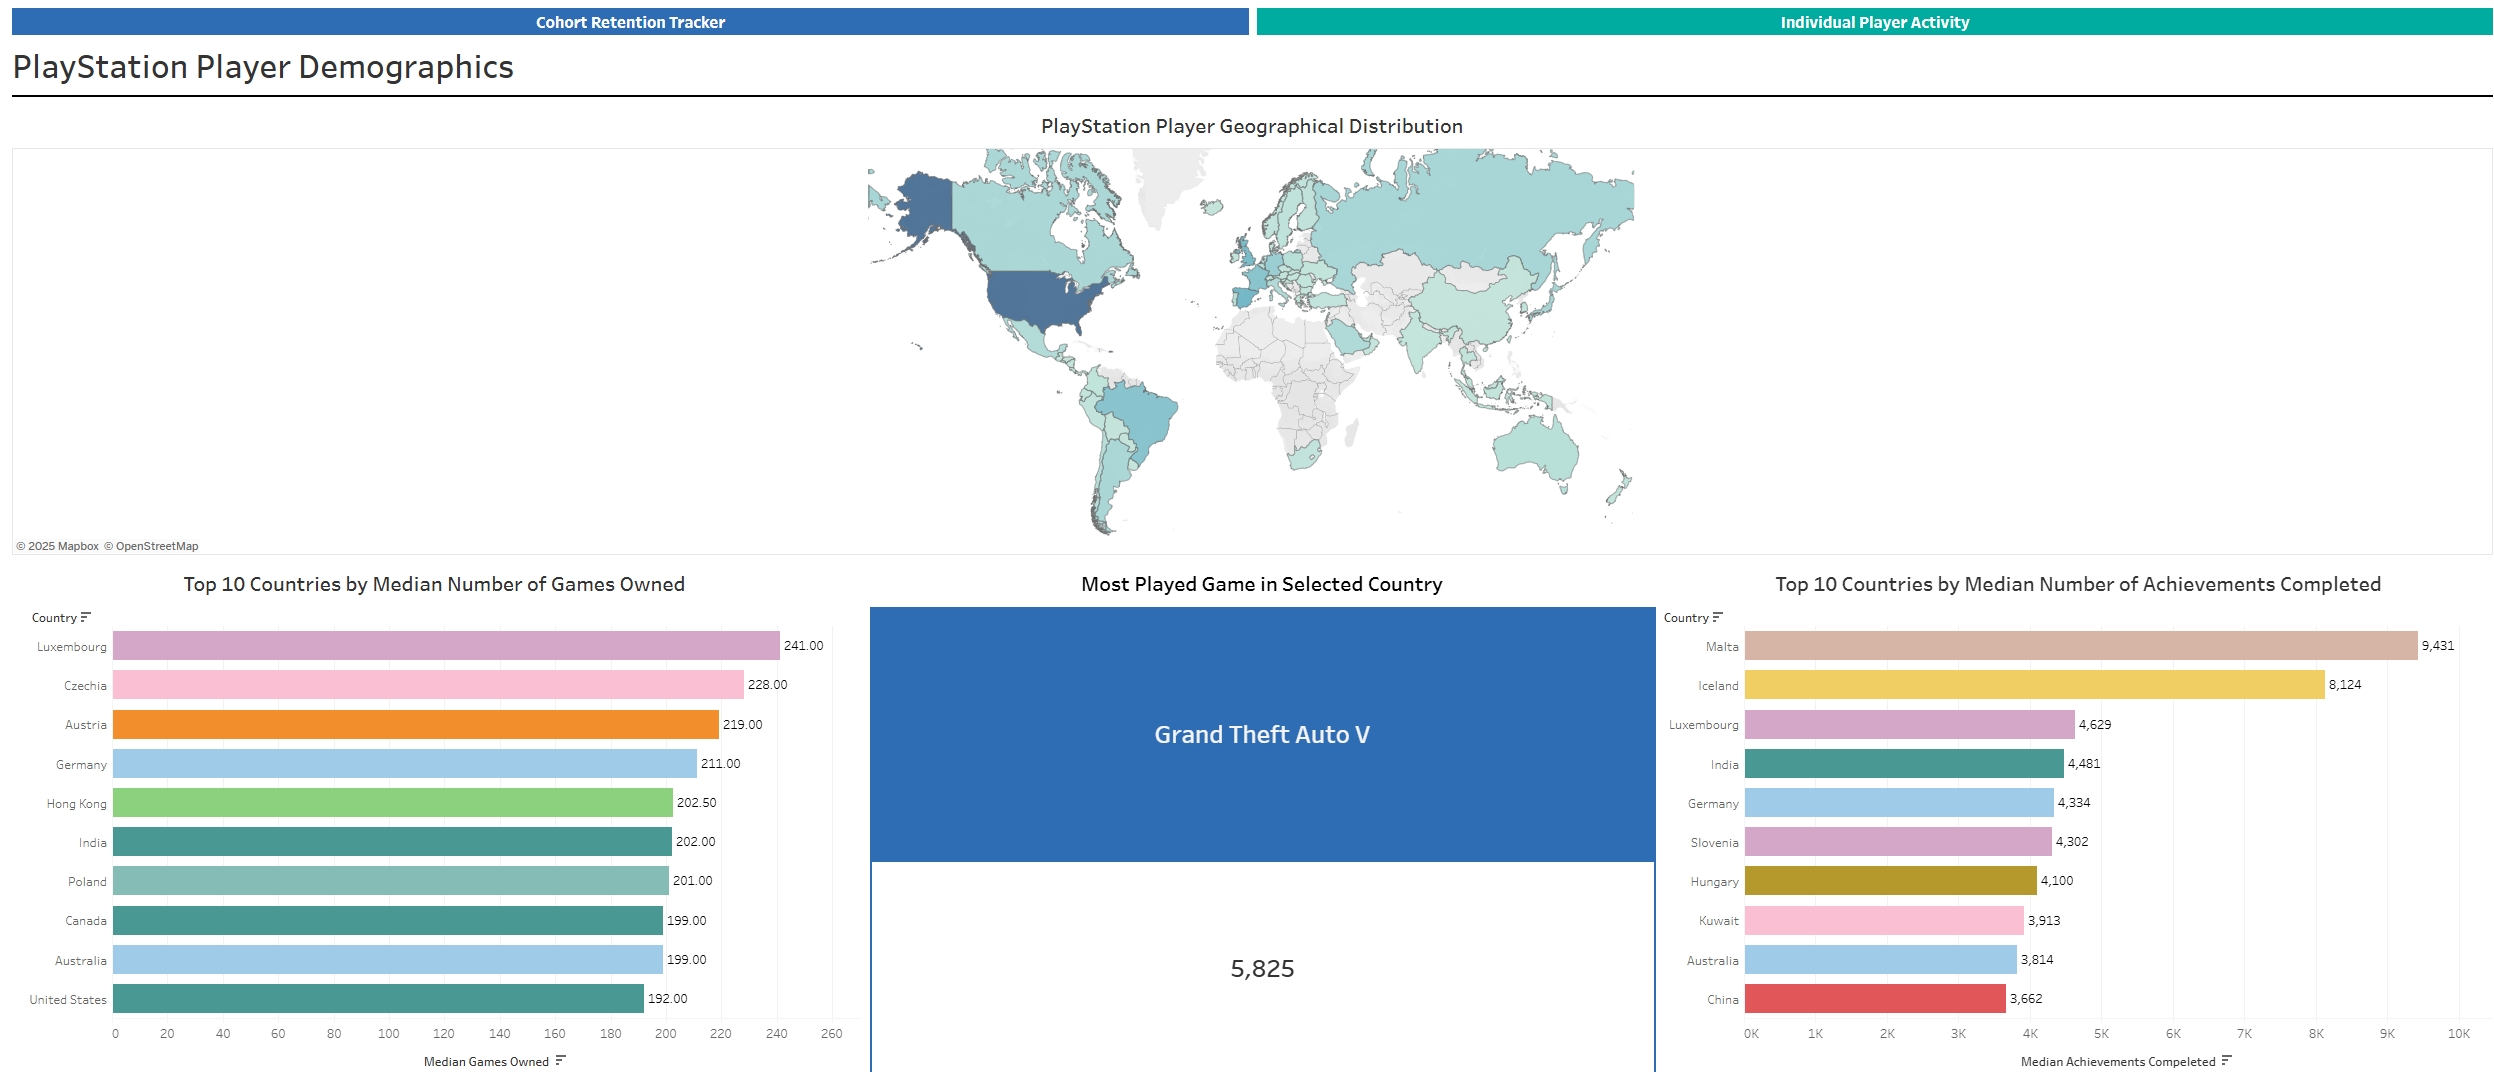 Cohort Retention Tracker
Individual Player Activity
PlayStation Player Demographics
PlayStation Player Geographical Distribution
© 2025 Mapbox © OpenStreetMap
Top 10 Countries by Median Number of Games Owned
Country
Luxembourg 241.00
Czechia 228.00
Austria 219.00
Germany 211.00
Hong Kong 202.50
India 202.00
Poland 201.00
Canada 199.00
Australia 199.00
United States 192.00
0 20 40 60 80 100 120 140 160 180 200 220 240 260
Median Games Owned
Most Played Game in Selected Country
Grand Theft Auto V
5,825
Top 10 Countries by Median Number of Achievements Completed
Country
Malta 9,431
Iceland 8,124
Luxembourg 4,629
India 4,481
Germany 4,334
Slovenia 4,302
Hungary 4,100
Kuwait 3,913
Australia 3,814
China 3,662
0K 1K 2K 3K 4K 5K 6K 7K 8K 9K 10K
Median Achievements Compeleted